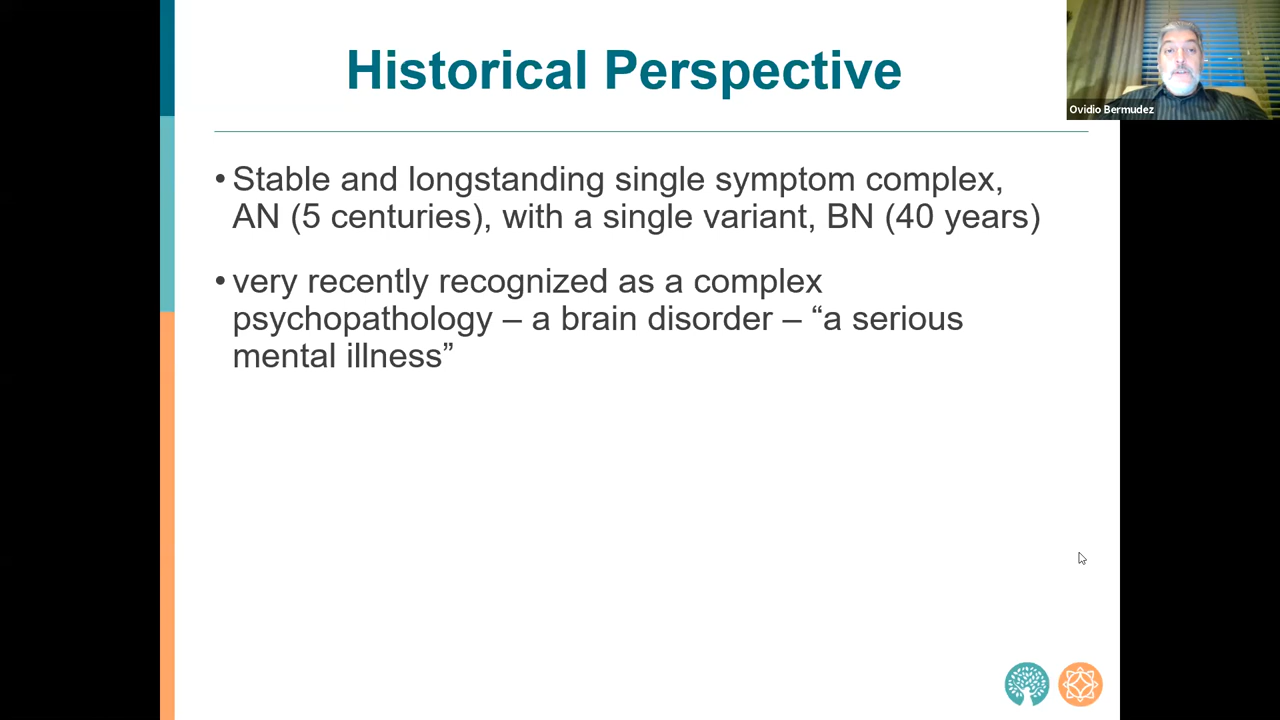 Historical Perspective
Ovidio Bermudez
•Stable and longstanding single symptom complex,
AN (5 centuries), with a single variant, BN (40 years)
•very recently recognized as a complex
psychopathology – a brain disorder – “a serious
mental illness”